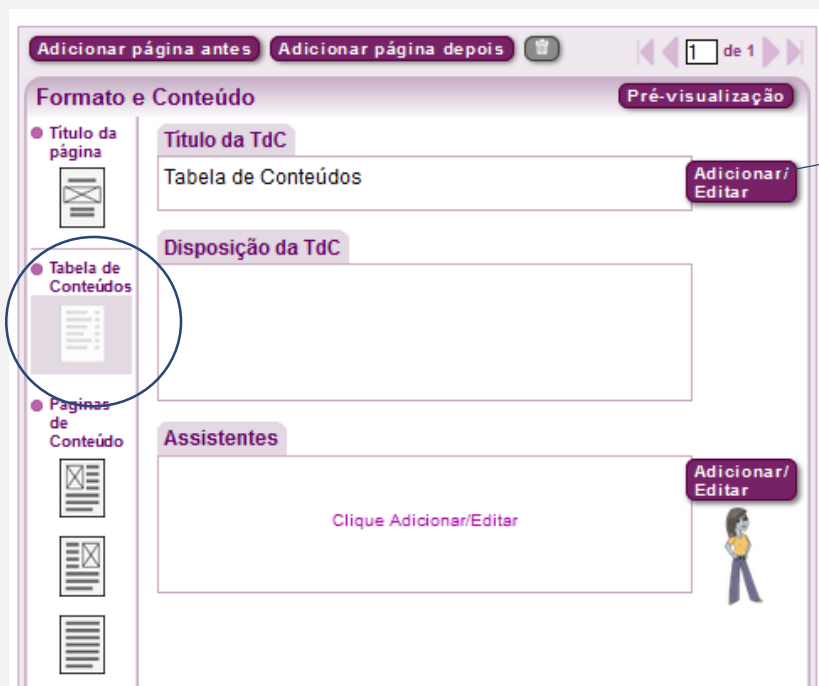 Adicionar página antes Adicionar página depois 1 de 1
Formato e Conteúdo Pré-visualização
Título da
página
Título da TdC
Tabela de Conteúdos
Adicionar/
Editar
Disposição da TdC
Tabela de
Conteúdos
Páginas
de
Conteúdo
Assistentes
Adicionar/
Editar
Clique Adicionar/Editar